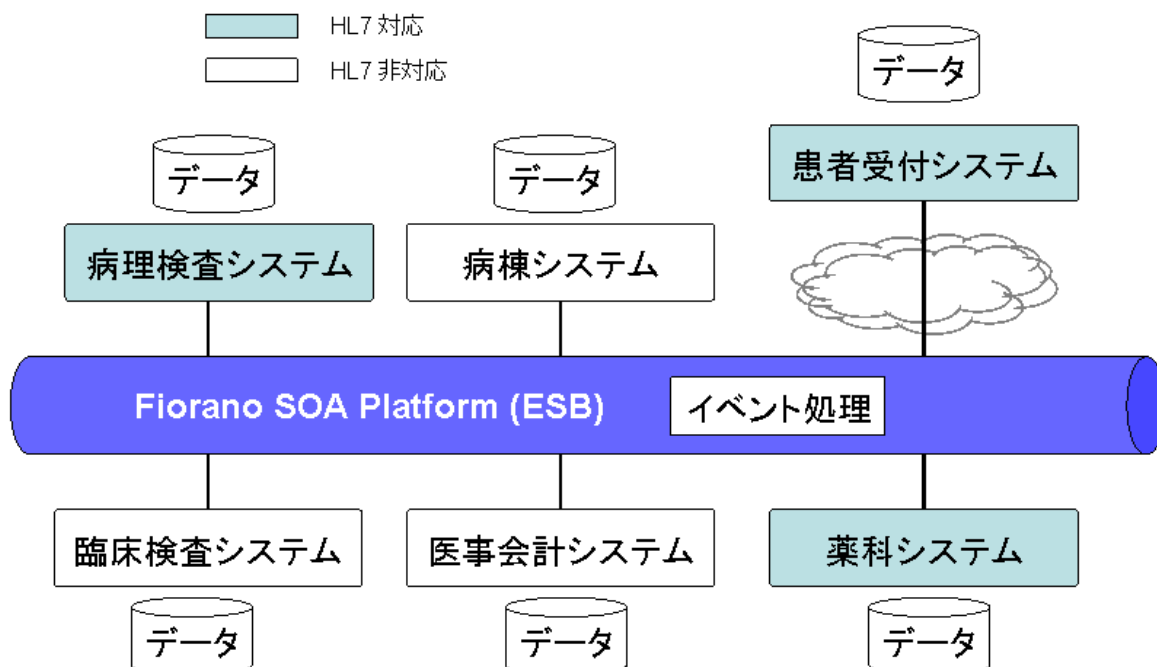 HL7 対応
HL7 非対応
データ
患者受付システム
データ
データ
病理検査システム
病棟システム
Fiorano SOA Platform (ESB)
イベント処理
臨床検査システム
医事会計システム
薬科システム
データ
データ
データ